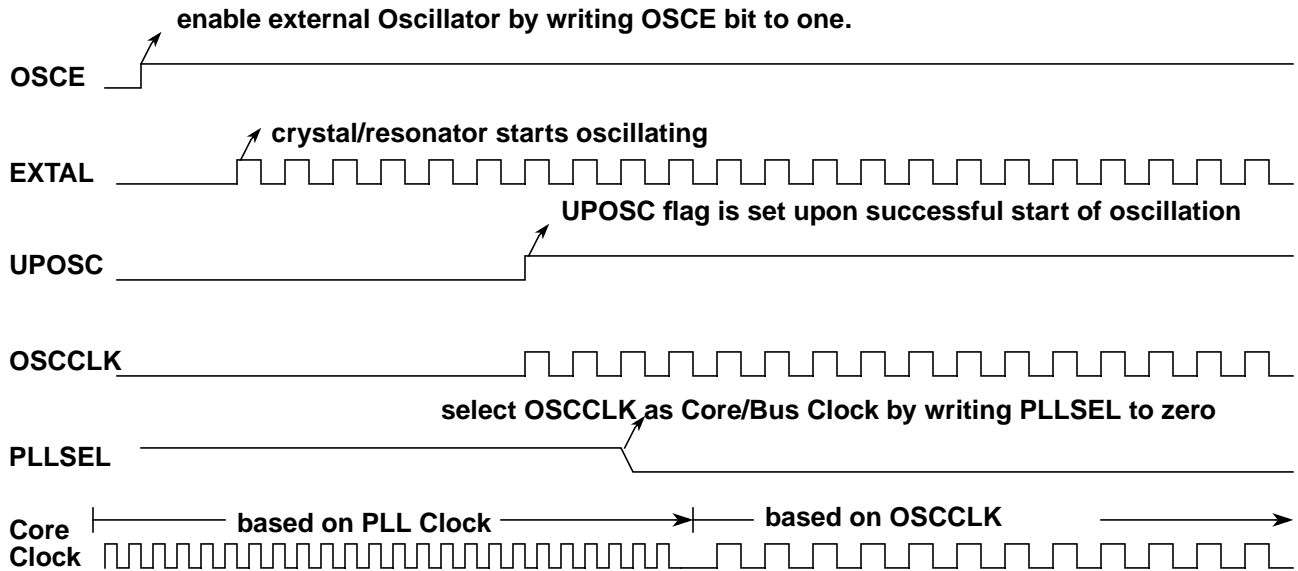 enable external Oscillator by writing OSCE bit to one.
OSCE
crystal/resonator starts oscillating
EXTAL
UPOSC flag is set upon successful start of oscillation
UPOSC
OSCCLK
select OSCCLK as Core/Bus Clock by writing PLLSEL to zero
PLLSEL
based on PLL Clock
based on OSCCLK
Core
Clock